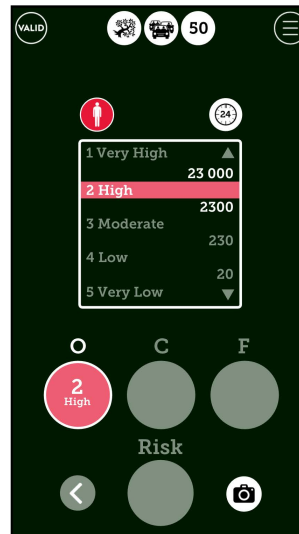 VALID
50
24
1 Very High
23 000
2 High
2300
3 Moderate
230
4 Low
20
5 Very Low
O C F
2
High
Risk